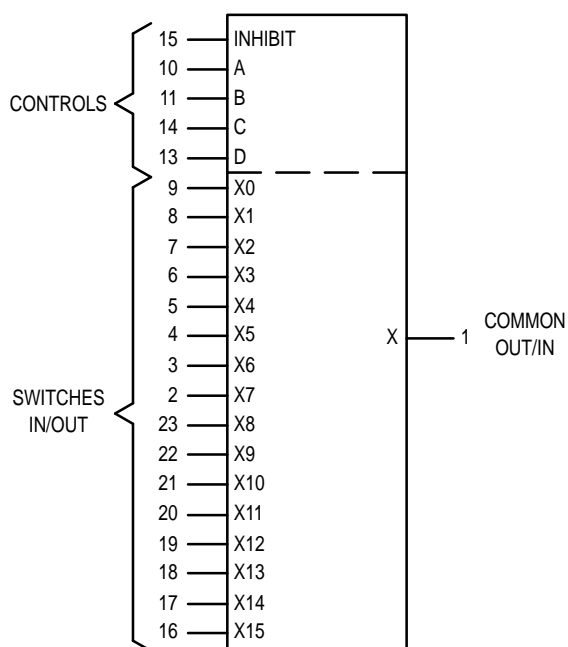 15 INHIBIT
10 A
CONTROLS
11 B
14 C
13 D
9 X0
8 X1
7 X2
6 X3
5 X4
4 X5
3 X6
2 X7
SWITCHES
IN/OUT
23 X8
22 X9
21 X10
20 X11
19 X12
18 X13
17 X14
16 X15
X 1
COMMON
OUT/IN